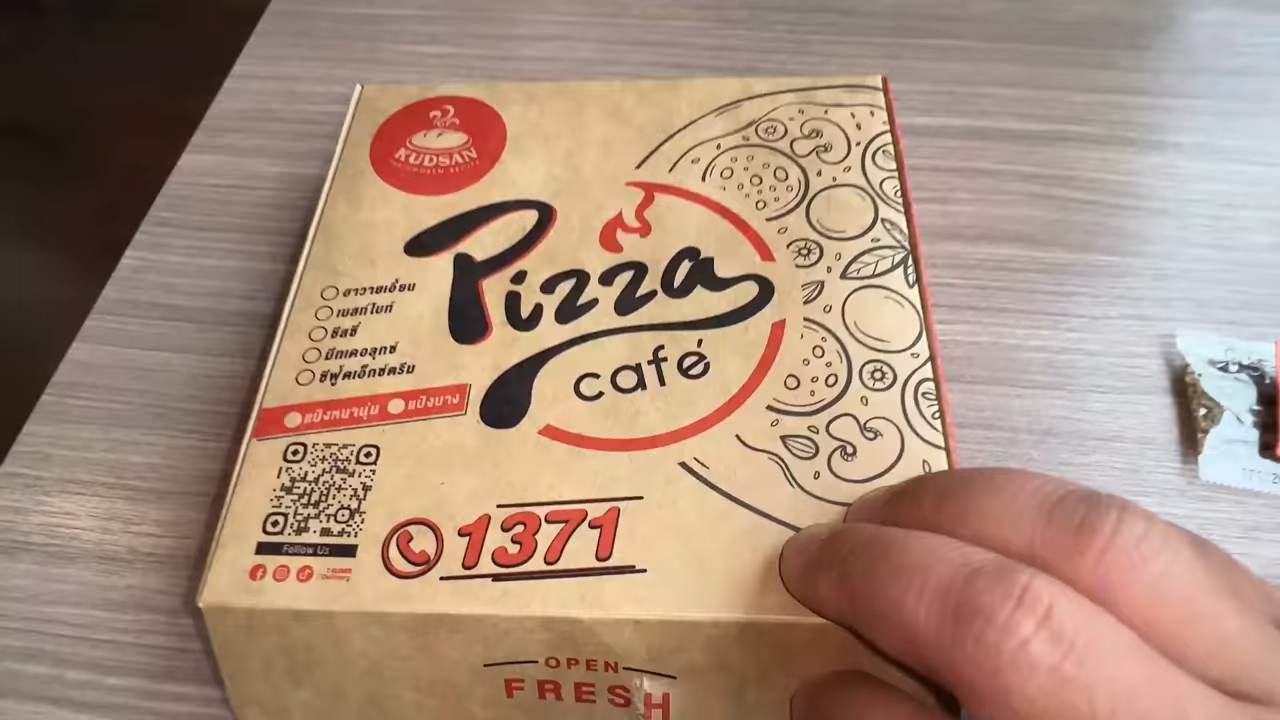 KUDSAN
Pizza
café
ฮาวายเอี้ยน
เบสท์ไบท์
ชีสซี่
มีทเดอลุกซ์
ซีฟู้ดเอ็กซ์ตรีม
แป้งหนานุ่ม แป้งบาง
Follow Us
Delivery
1371
OPEN
FRESH